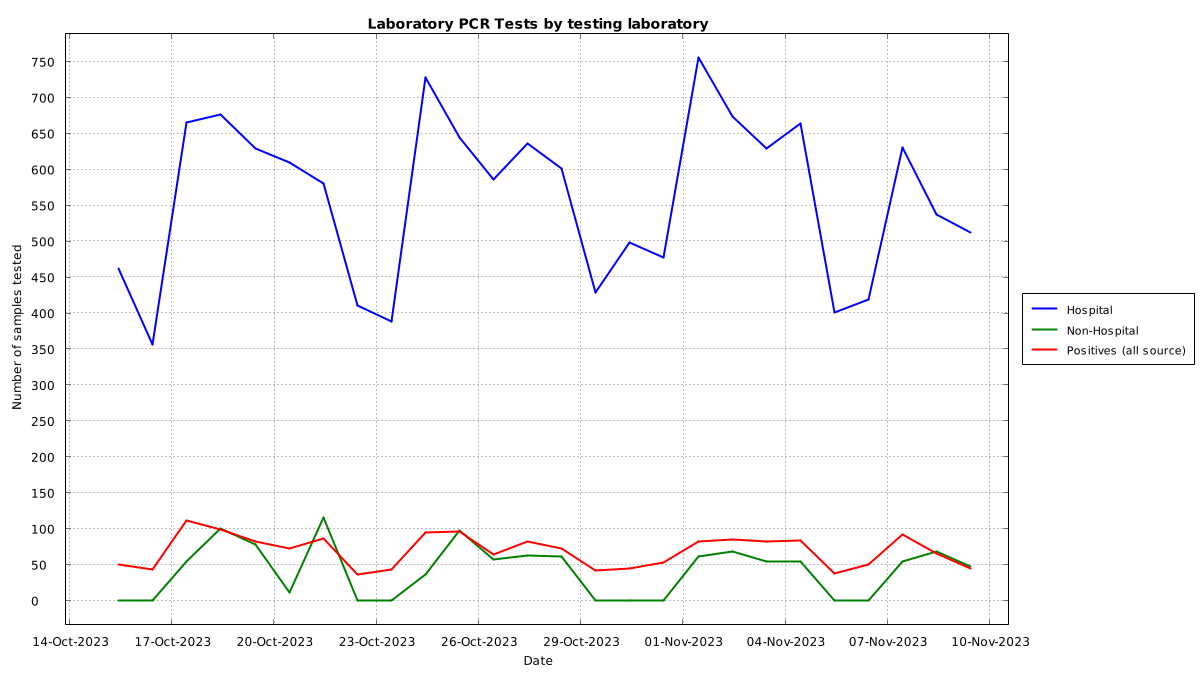 Laboratory PCR Tests by testing laboratory
750
700
650
600
550
500
450
400
350
300
250
200
150
100
50
0
Number of samples tested
14-Oct-2023 17-Oct-2023 20-Oct-2023 23-Oct-2023 26-Oct-2023 29-Oct-2023 01-Nov-2023 04-Nov-2023 07-Nov-2023 10-Nov-2023
Date
Hospital
Non-Hospital
Positives (all source)